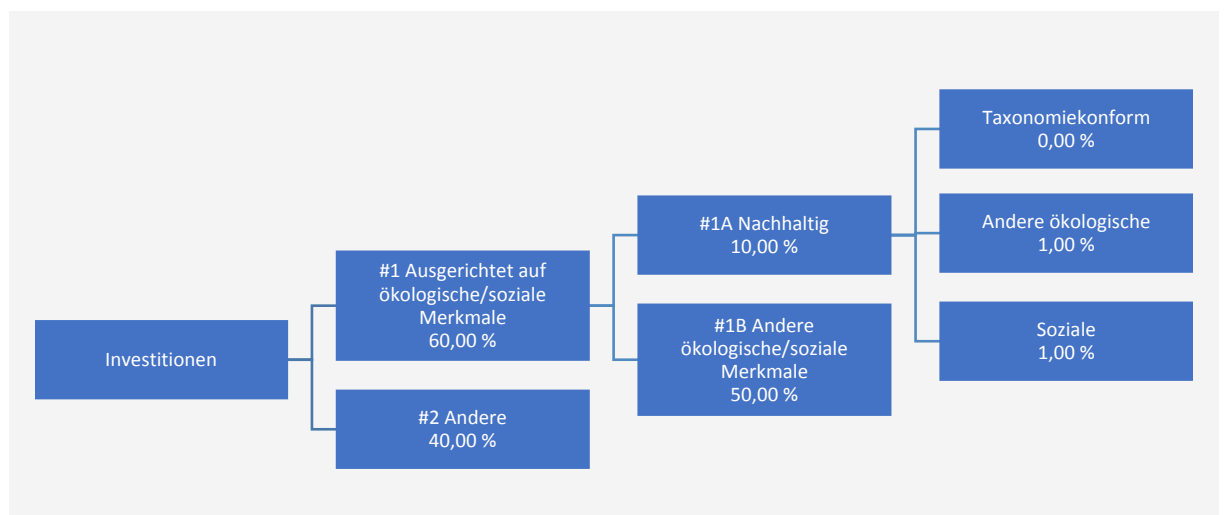 Investitionen
#1 Ausgerichtet auf
ökologische/soziale
Merkmale
60,00 %
#2 Andere
40,00 %
#1A Nachhaltig
10,00 %
#1B Andere
ökologische/soziale
Merkmale
50,00 %
Taxonomiekonform
0,00 %
Andere ökologische
1,00 %
Soziale
1,00 %